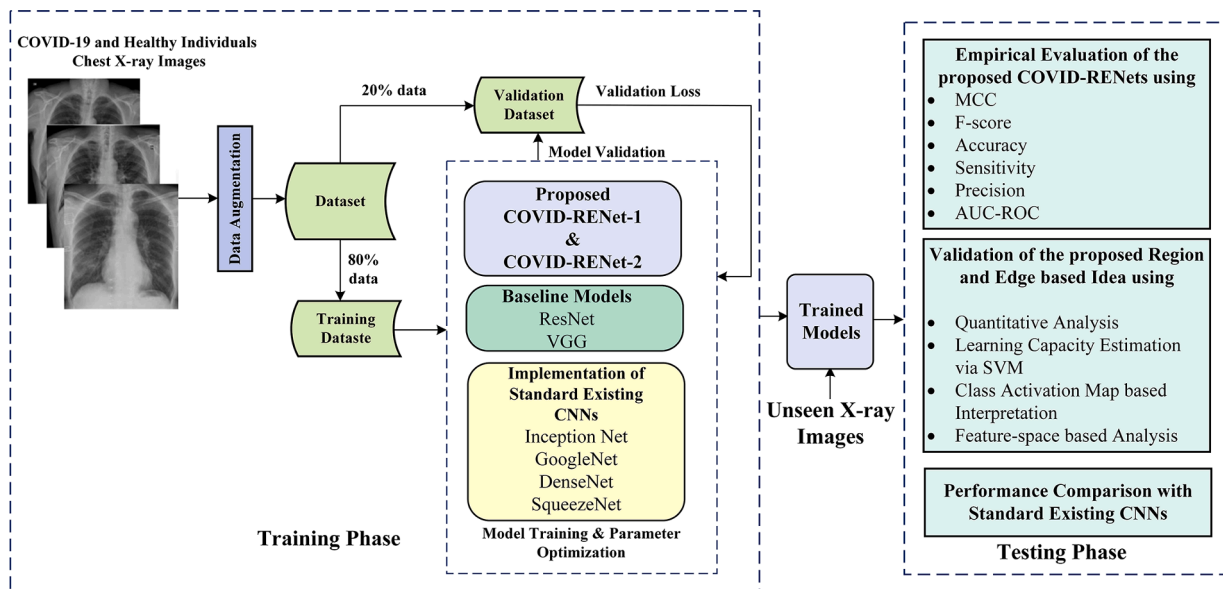 COVID-19 and Healthy Individuals
Chest X-ray Images
Data Augmentation
Dataset
20% data
80%
data
Training
Dataste
Validation
Dataset
Validation Loss
Model Validation
Proposed
COVID-RENet-1
&
COVID-RENet-2
Baseline Models
ResNet
VGG
Implementation of
Standard Existing
CNNs
Inception Net
GoogleNet
DenseNet
SqueezeNet
Model Training & Parameter
Optimization
Training Phase
Trained
Models
Unseen X-ray
Images
Empirical Evaluation of the
proposed COVID-RENets using
• MCC
• F-score
• Accuracy
• Sensitivity
• Precision
• AUC-ROC
Validation of the proposed Region
and Edge based Idea using
• Quantitative Analysis
• Learning Capacity Estimation
via SVM
• Class Activation Map based
Interpretation
• Feature-space based Analysis
Performance Comparison with
Standard Existing CNNs
Testing Phase